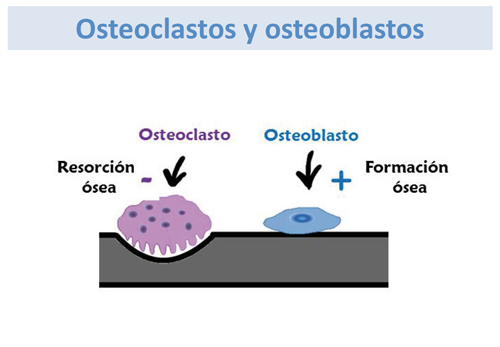 Osteoclastos y osteoblastos
Osteoclasto
Osteoblasto
Resorción
ósea
-
+
Formación
ósea